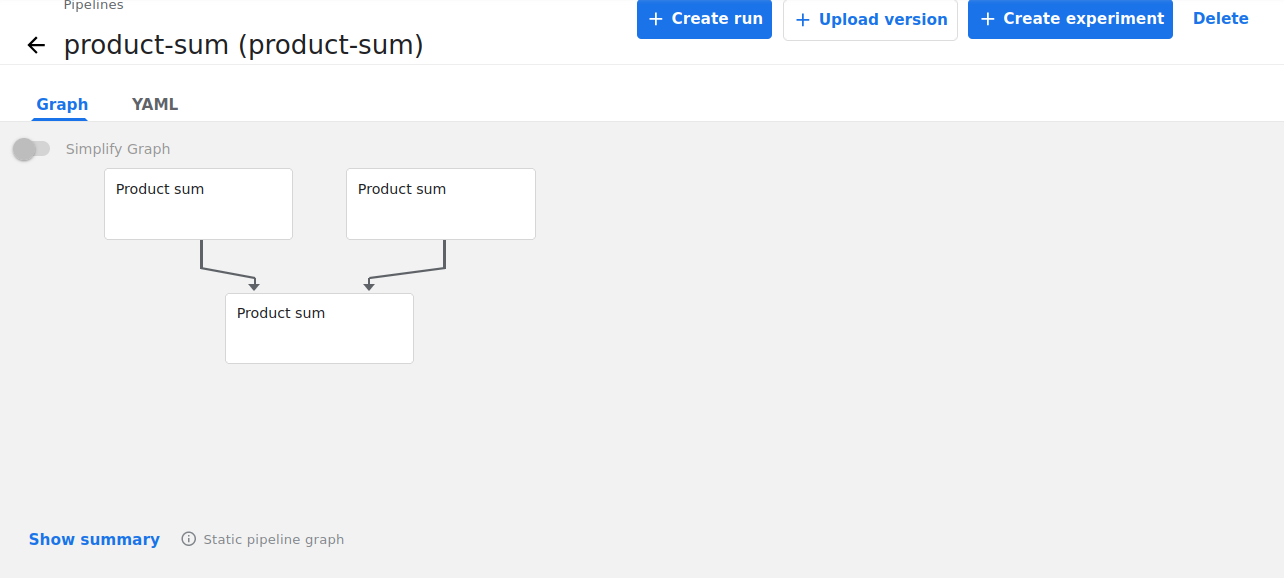 Pipelines
product-sum (product-sum)
+ Create run
+ Upload version
+ Create experiment
Delete
Graph
YAML
Simplify Graph
Product sum
Product sum
Product sum
Show summary
Static pipeline graph